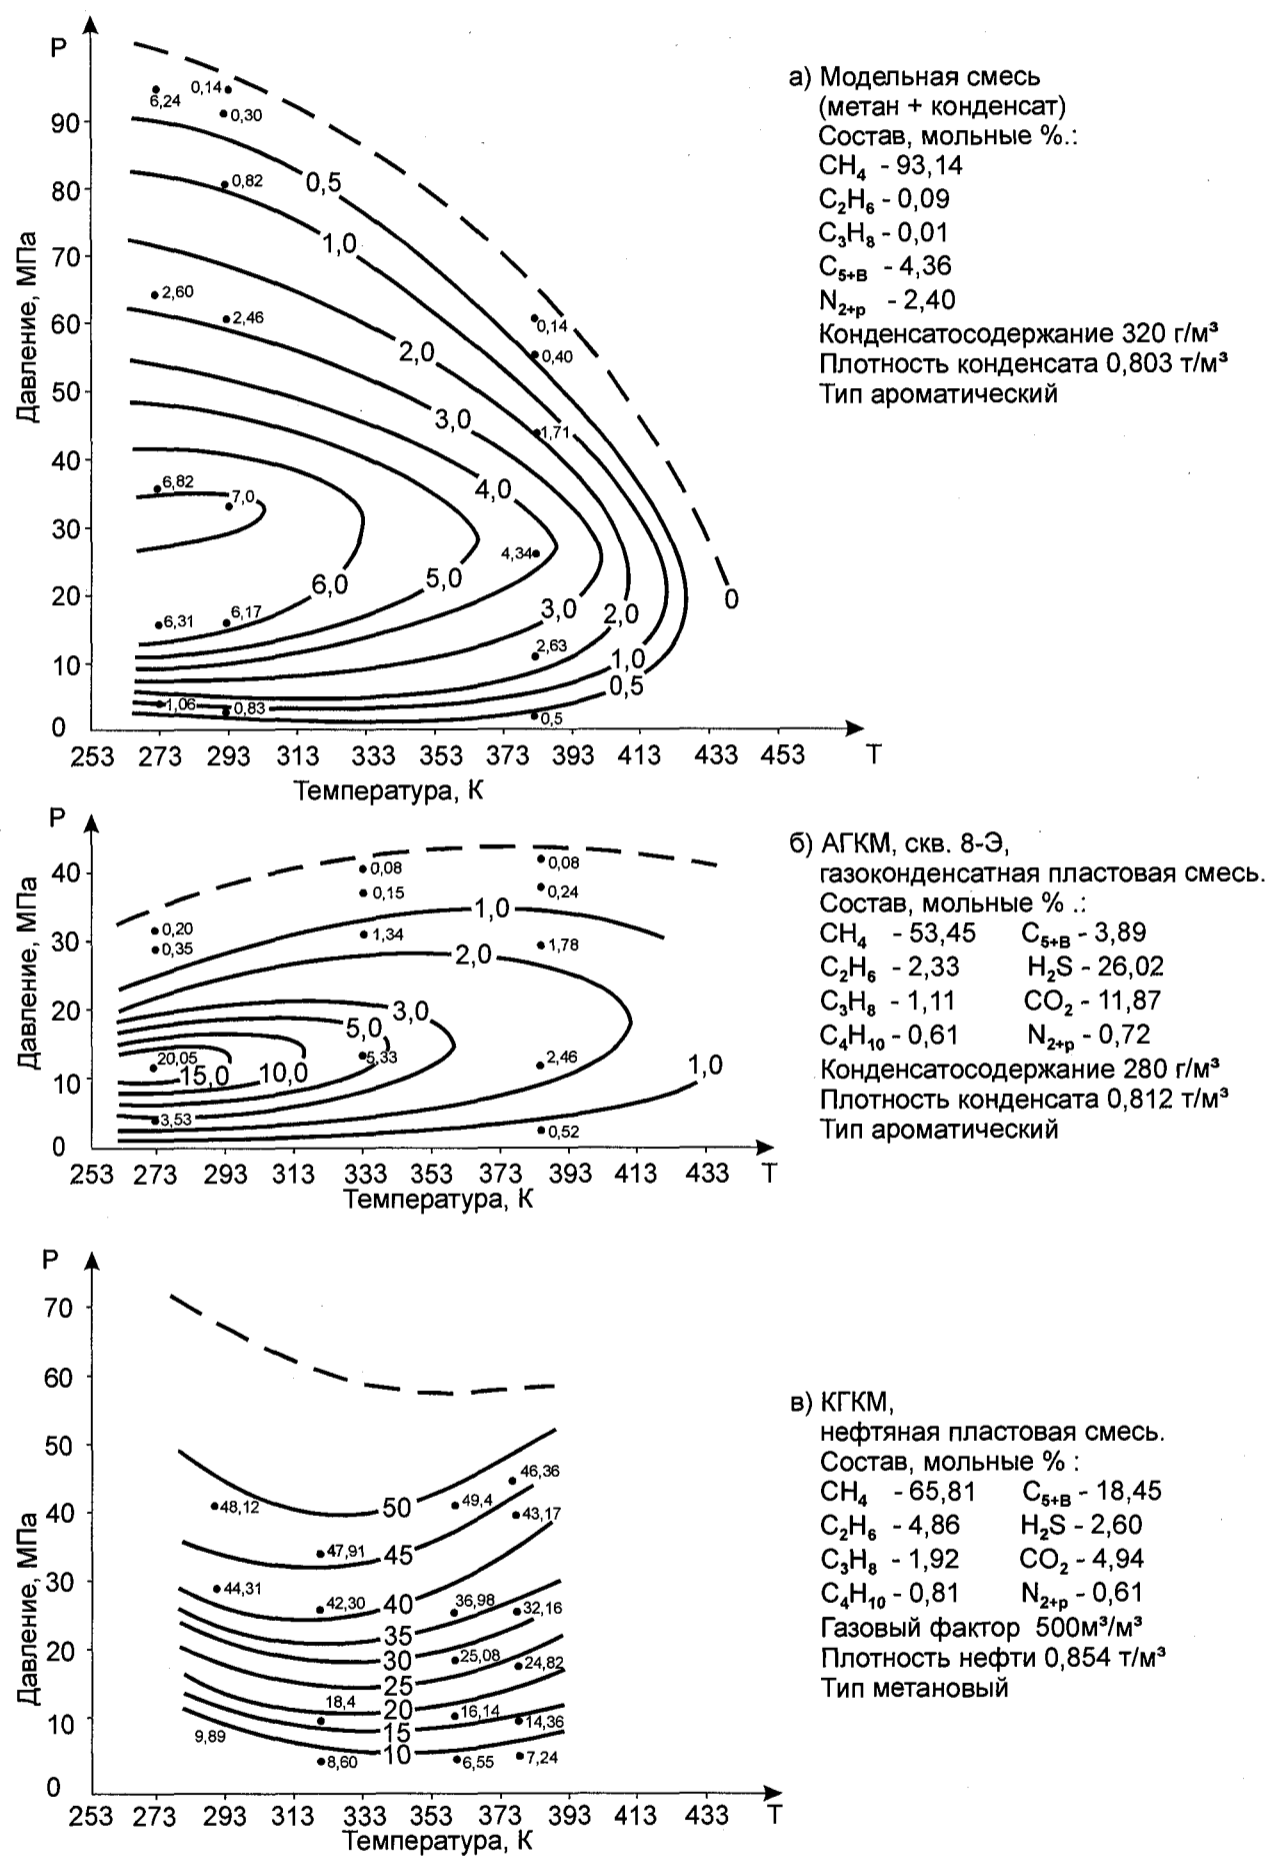 P
Давление, МПа
90
80
70
60
50
40
30
20
10
0
253 273 293 313 333 353 373 393 413 433 453 T
Температура, К
6,24
0,14
0,30
0,82
0,5
1,0
2,60
2,46
2,0
3,0
4,0
0,14
0,40
1,71
6,82
7,0
4,34
5,0
6,0
6,31
6,17
3,0
2,0
2,63
1,0
0,5
0
1,06
0,83
0,5
а) Модельная смесь
(метан + конденсат)
Состав, мольные %.:
CH₄ - 93,14
C₂H₆ - 0,09
C₃H₈ - 0,01
C₅₊В - 4,36
N₂₊р - 2,40
Конденсатосодержание 320 г/м³
Плотность конденсата 0,803 т/м³
Тип ароматический
P
Давление, МПа
40
30
20
10
0
253 273 293 313 333 353 373 393 413 433 T
Температура, К
0,08
0,08
0,15
0,24
0,20
0,35
1,34
1,0
1,78
2,0
3,0
5,0
20,05
15,0
10,0
5,33
2,46
1,0
3,53
0,52
б) АГКМ, скв. 8-Э,
газоконденсатная пластовая смесь.
Состав, мольные % .:
CH₄ - 53,45 C₅₊В - 3,89
C₂H₆ - 2,33 H₂S - 26,02
C₃H₈ - 1,11 CO₂ - 11,87
C₄H₁₀ - 0,61 N₂₊р - 0,72
Конденсатосодержание 280 г/м³
Плотность конденсата 0,812 т/м³
Тип ароматический
P
Давление, МПа
70
60
50
40
30
20
10
0
253 273 293 313 333 353 373 393 413 433 T
Температура, К
48,12
50
49,4
46,36
43,17
47,91
45
44,31
42,30
40
36,98
32,16
35
30
25,08
24,82
25
18,4
20
16,14
14,36
15
9,89
10
8,60
6,55
7,24
в) КГКМ,
нефтяная пластовая смесь.
Состав, мольные % :
CH₄ - 65,81 C₅₊В - 18,45
C₂H₆ - 4,86 H₂S - 2,60
C₃H₈ - 1,92 CO₂ - 4,94
C₄H₁₀ - 0,81 N₂₊р - 0,61
Газовый фактор 500м³/м³
Плотность нефти 0,854 т/м³
Тип метановый